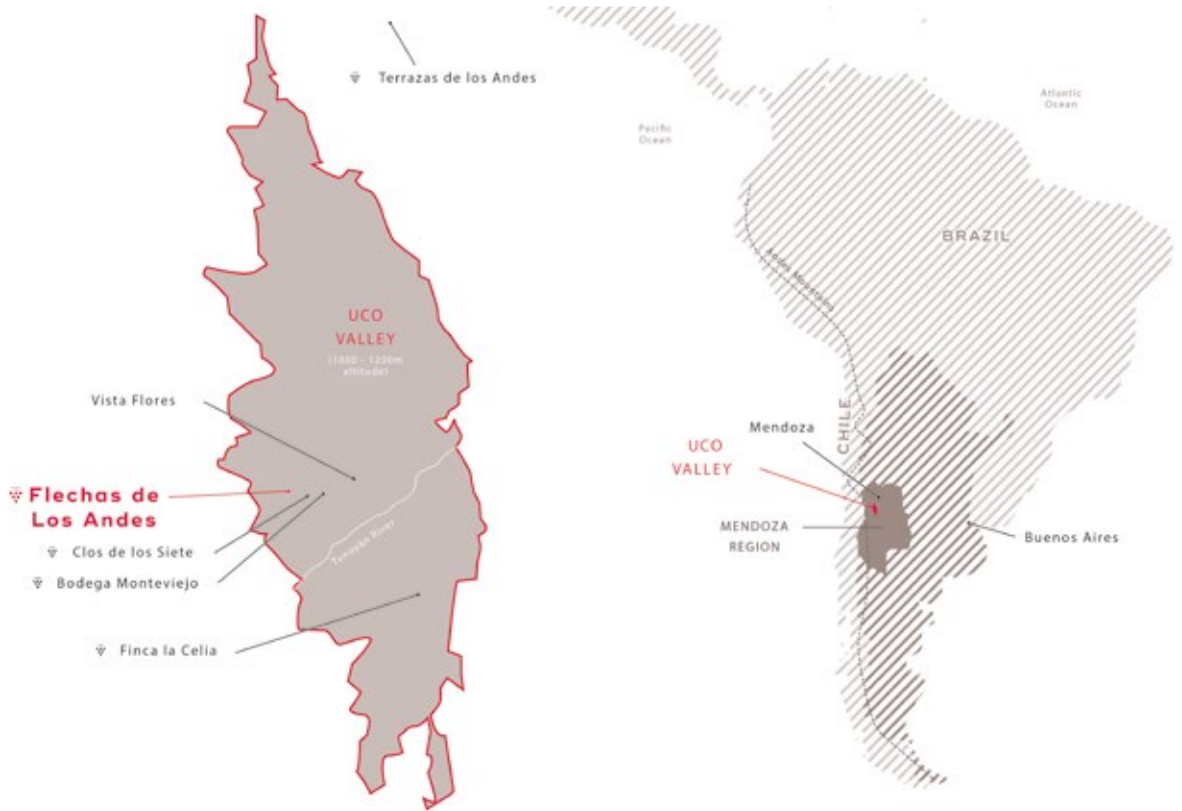 Terrazas de los Andes
UCO
VALLEY
(1000 - 1200m
altitude)
Vista Flores
Flechas de
Los Andes
Clos de los Siete
Bodega Monteviejo
Tunuyán River
Finca la Celia
Pacific
Ocean
Atlantic
Ocean
BRAZIL
Andes Mountains
CHILE
Mendoza
UCO
VALLEY
MENDOZA
REGION
Buenos Aires